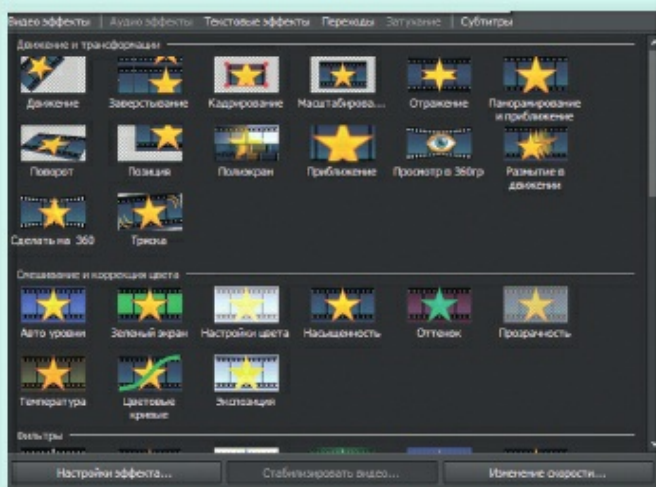 Видео эффекты | Аудио эффекты Текстовые эффекты Переходы Затухание | Субтитры
Движение и трансформации
Движение Заверстывание Кадрирование Масштабирова... Отражение Панорамирование
и приближение
Поворот Позиция Полиэкран Приближение Просмотр в 360гр Размытие в
движении
Сделать на 360 Тряска
Смешивание и коррекция цвета
Авто уровни Зеленый экран Настройки цвета Насыщенность Оттенок Прозрачность
Температура Цветовые Экспозиция
кривые
Фильтры
Настройки эффекта... Стабилизировать видео... Изменение скорости...